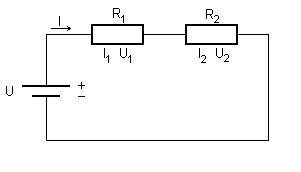 I R₁ R₂
I₁ U₁ I₂ U₂
U +
−